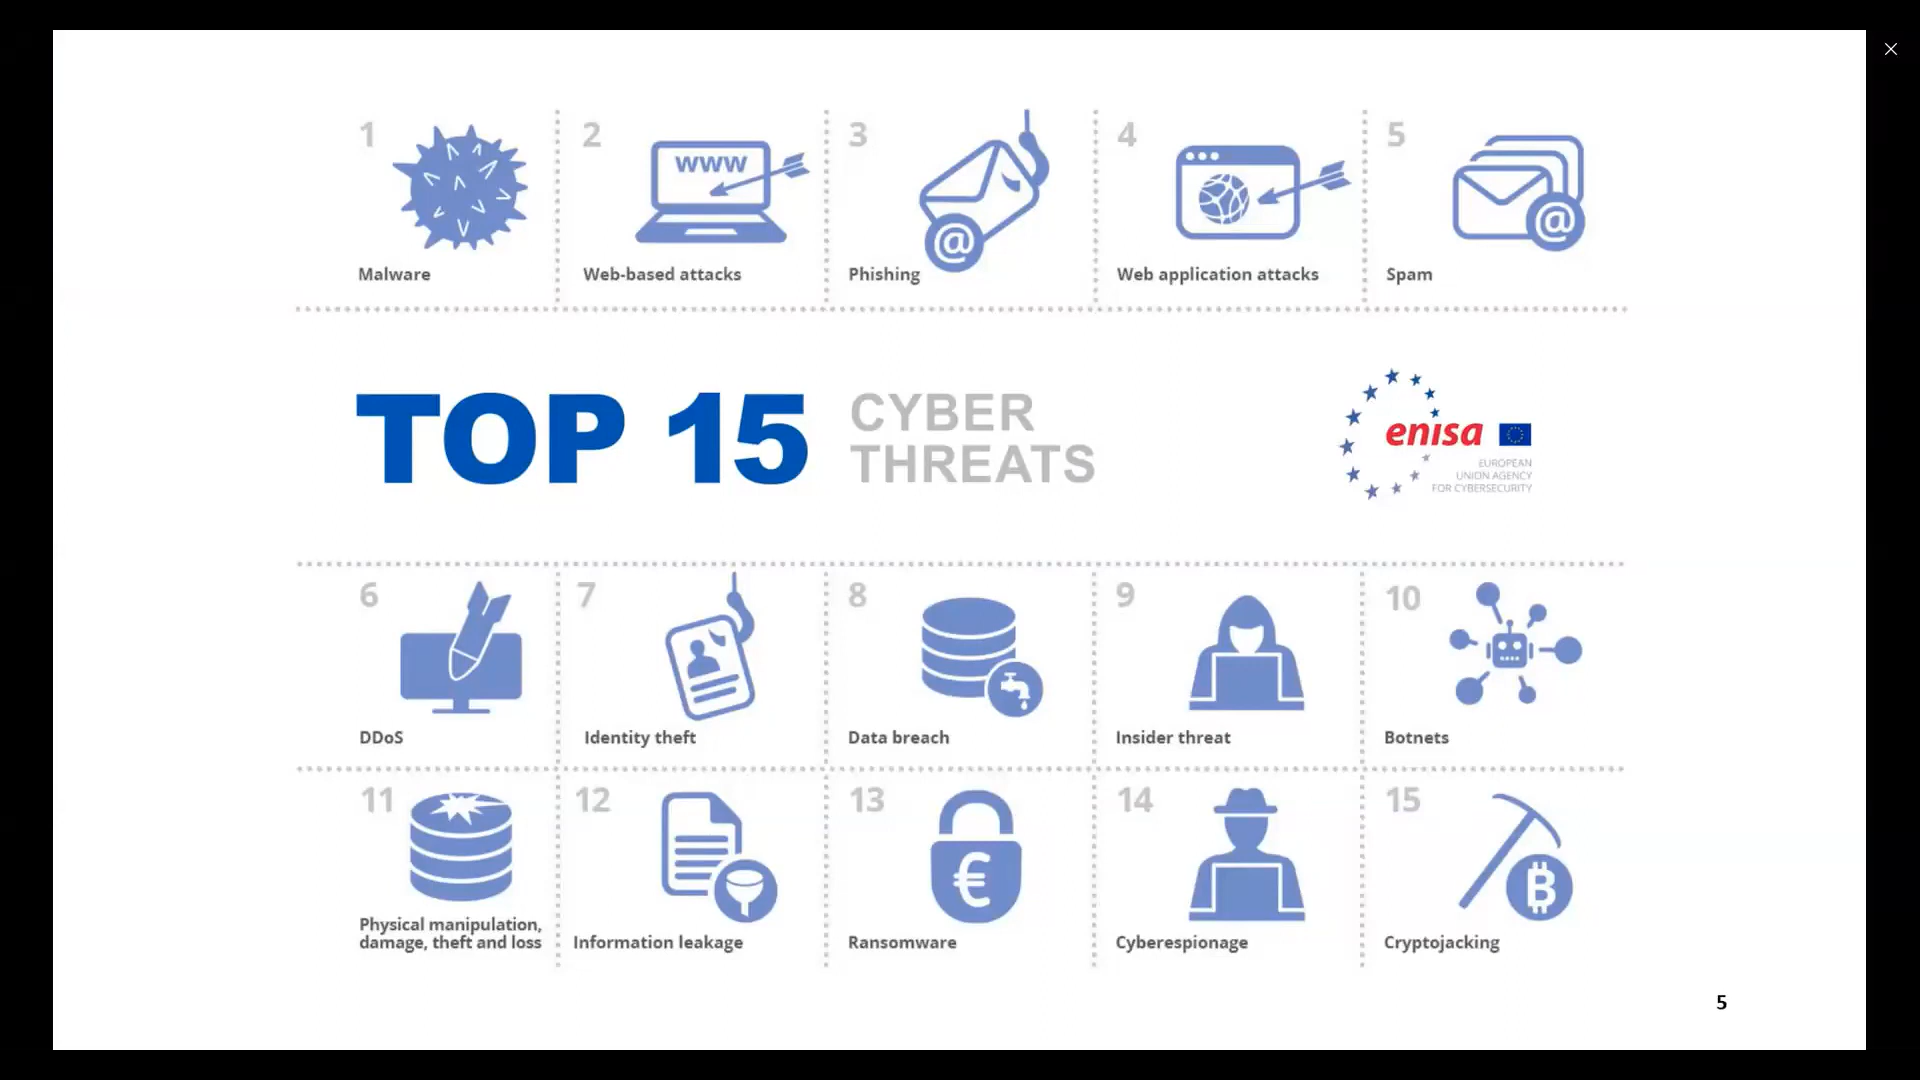 1
Malware
2
WWW
Web-based attacks
3
@
Phishing
4
Web application attacks
5
@
Spam
TOP 15 CYBER
THREATS
enisa
EUROPEAN
UNION AGENCY
FOR CYBERSECURITY
6
DDoS
7
Identity theft
8
Data breach
9
Insider threat
10
Botnets
11
Physical manipulation,
damage, theft and loss
12
Information leakage
13
€
Ransomware
14
Cyberespionage
15
Cryptojacking
5